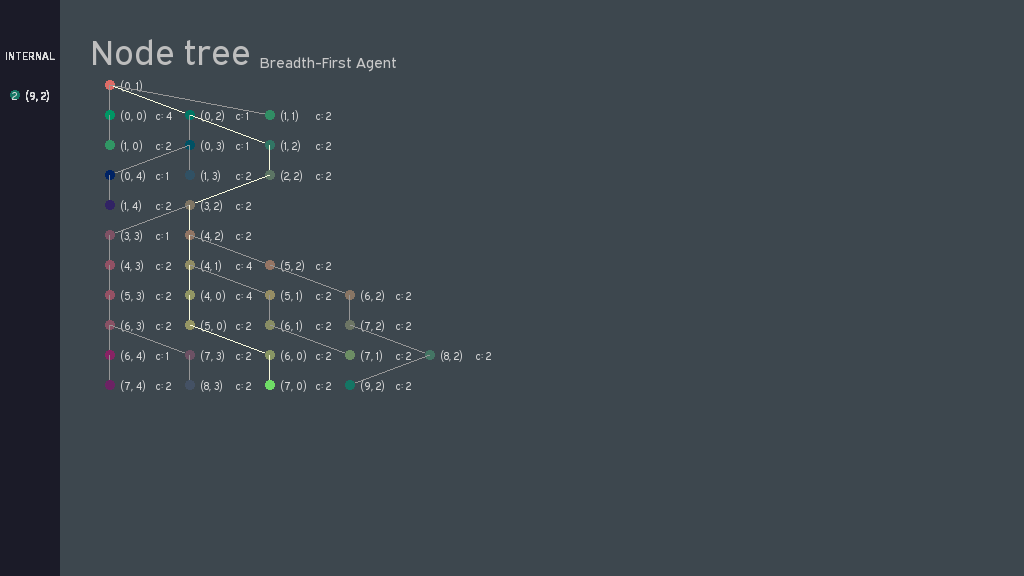 Node tree Breadth-First Agent
INTERNAL
(0, 1)
2 (9, 2)
(0, 0) c: 4 (0, 2) c: 1 (1, 1) c: 2
(1, 0) c: 2 (0, 3) c: 1 (1, 2) c: 2
(0, 4) c: 1 (1, 3) c: 2 (2, 2) c: 2
(1, 4) c: 2 (3, 2) c: 2
(3, 3) c: 1 (4, 2) c: 2
(4, 3) c: 2 (4, 1) c: 4 (5, 2) c: 2
(5, 3) c: 2 (4, 0) c: 4 (5, 1) c: 2 (6, 2) c: 2
(6, 3) c: 2 (5, 0) c: 2 (6, 1) c: 2 (7, 2) c: 2
(6, 4) c: 1 (7, 3) c: 2 (6, 0) c: 2 (7, 1) c: 2 (8, 2) c: 2
(7, 4) c: 2 (8, 3) c: 2 (7, 0) c: 2 (9, 2) c: 2